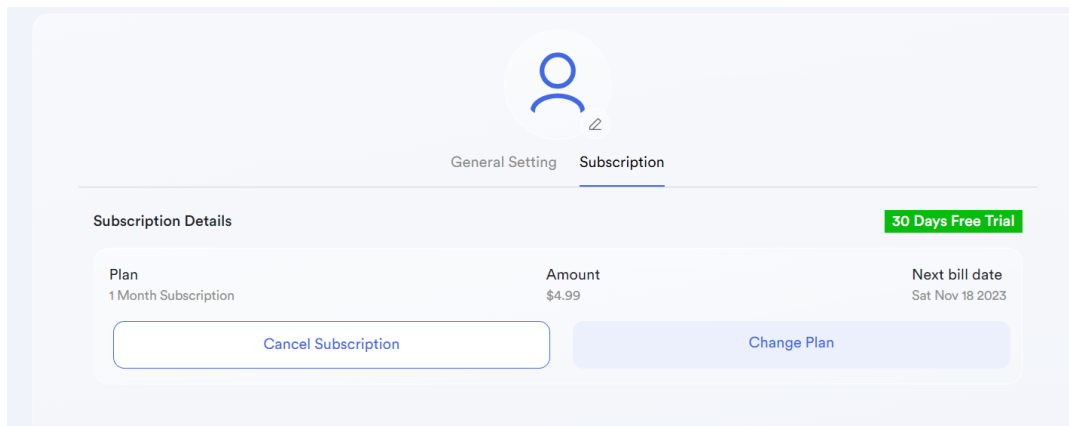 General Setting Subscription
Subscription Details 30 Days Free Trial
Plan Amount Next bill date
1 Month Subscription $4.99 Sat Nov 18 2023
Cancel Subscription Change Plan